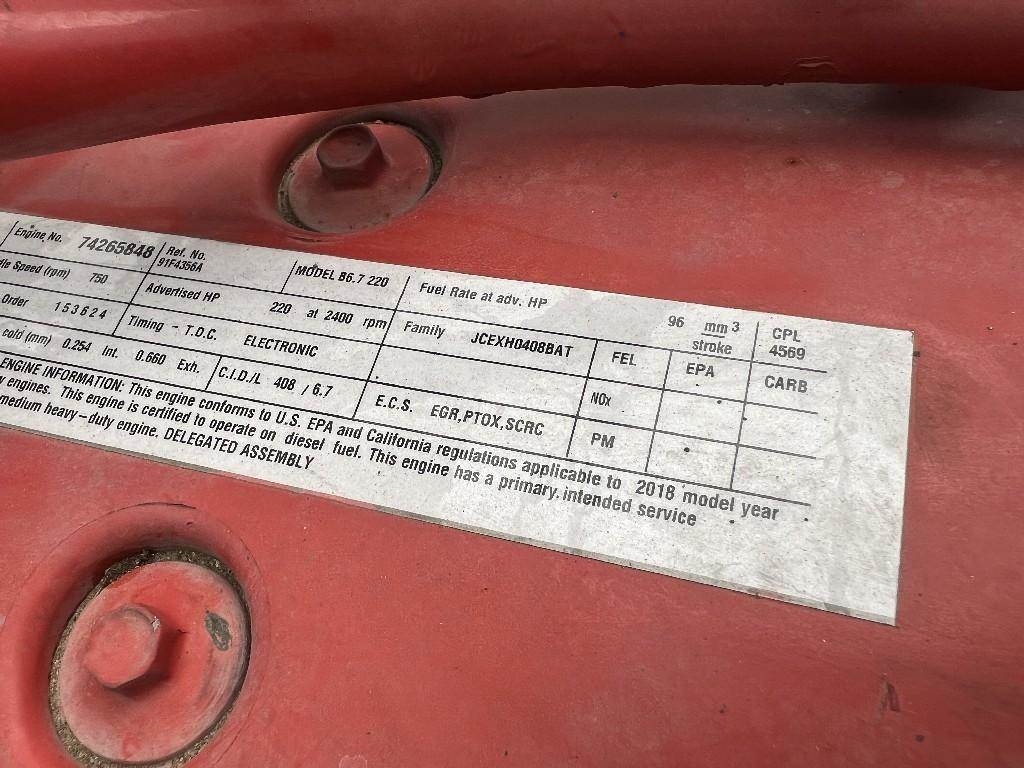 Engine No. 74265848 Ref. No. 91F4356A MODEL B6.7 220 Fuel Rate at adv. HP 96 mm3 stroke CPL 4569
Speed (rpm) 750 Advertised HP 220 at 2400 rpm Family JCEXH0408BAT FEL EPA CARB
Order 153624 Timing - T.D.C. ELECTRONIC NOx
cold (mm) 0.254 Int. 0.660 Exh. C.I.D./L 408 / 6.7 E.C.S. EGR,PTOX,SCRC PM
ENGINE INFORMATION: This engine conforms to U.S. EPA and California regulations applicable to 2018 model year
engines. This engine is certified to operate on diesel fuel. This engine has a primary intended service
medium heavy-duty engine. DELEGATED ASSEMBLY